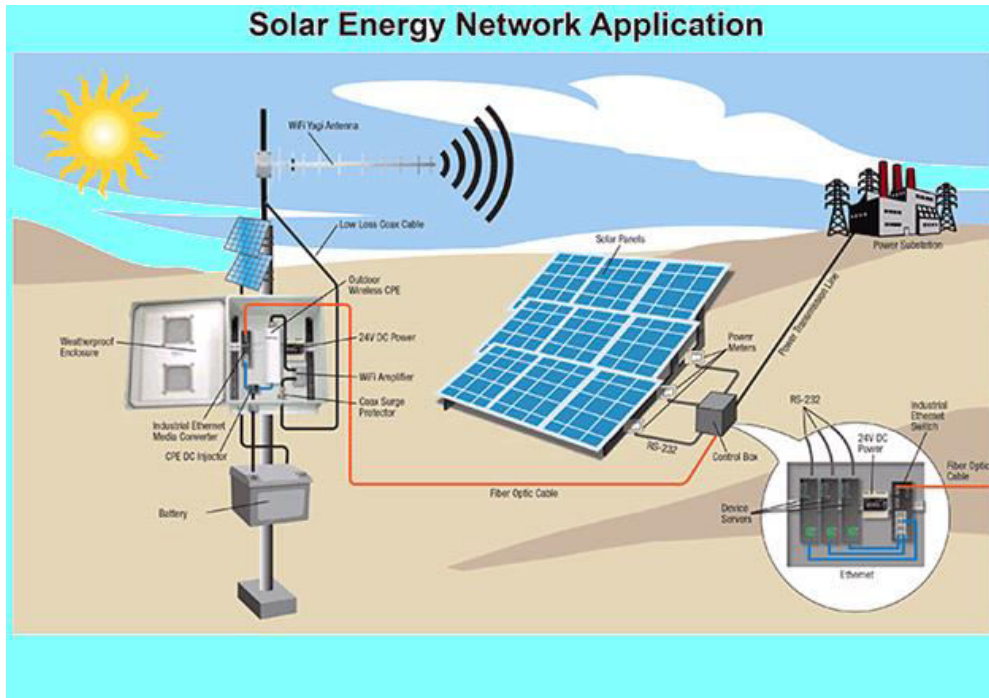 Solar Energy Network Application
WiFi Yagi Antenna
Low Loss Coax Cable
Solar Panels
Power Substation
Outdoor
Wireless CPE
Weatherproof
Enclosure
24V DC Power
Power
Meters
Power Transmission Line
WiFi Amplifier
Coax Surge
Protector
Industrial Ethernet
Media Converter
CPE DC Injector
RS-232
Control Box
RS-232
24V DC
Power
Industrial
Ethernet
Switch
Fiber Optic
Cable
Fiber Optic Cable
Battery
Device
Servers
Ethernet